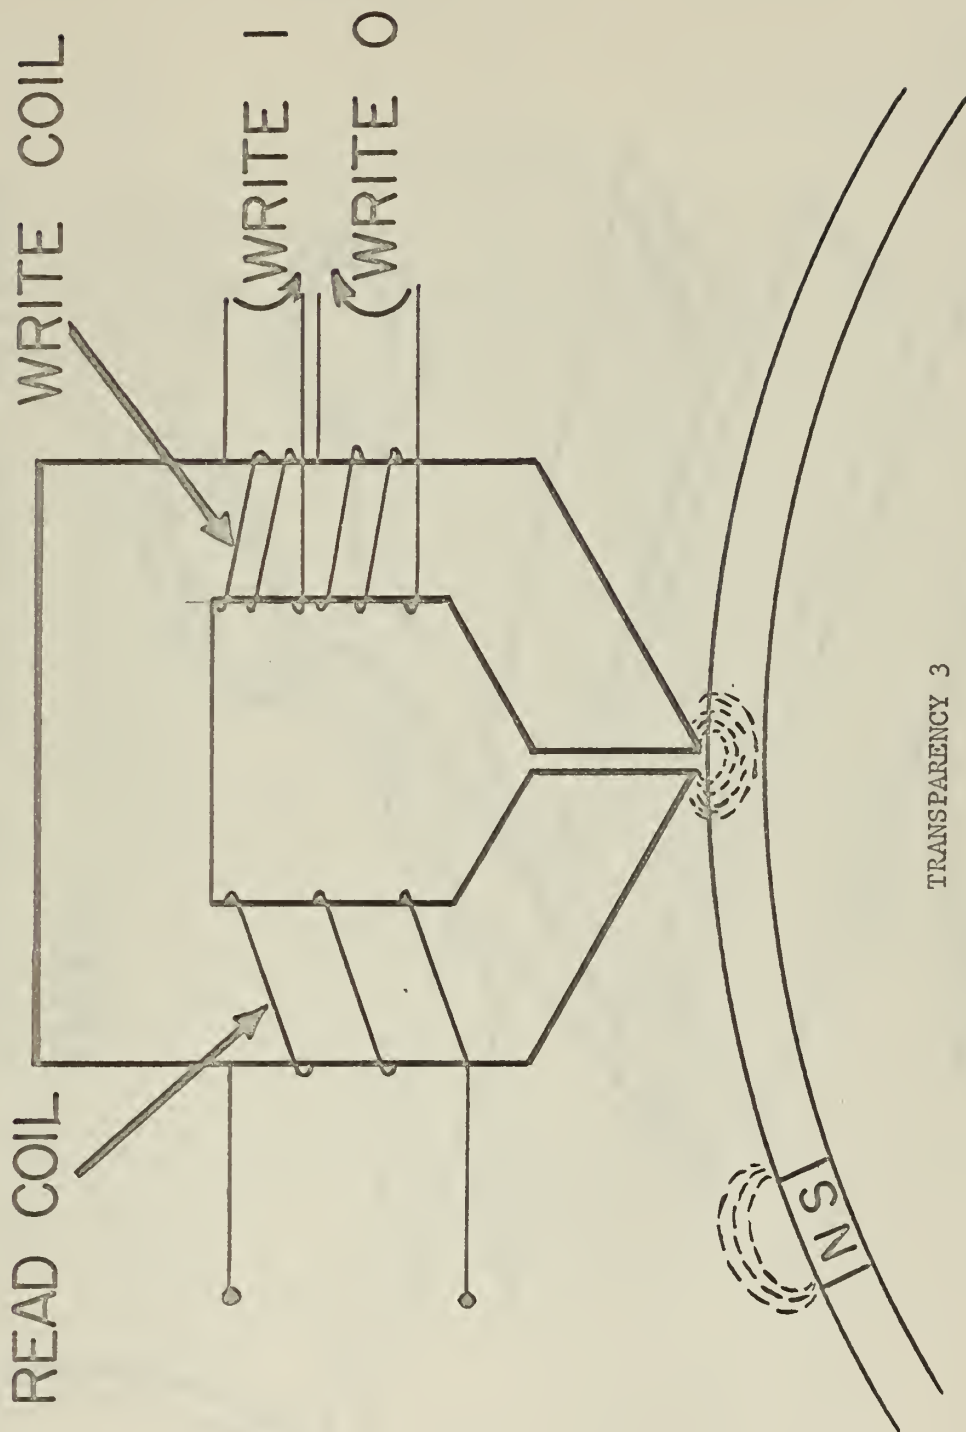 READ COIL
WRITE COIL
WRITE 1
WRITE 0
N S
TRANSPARENCY 3